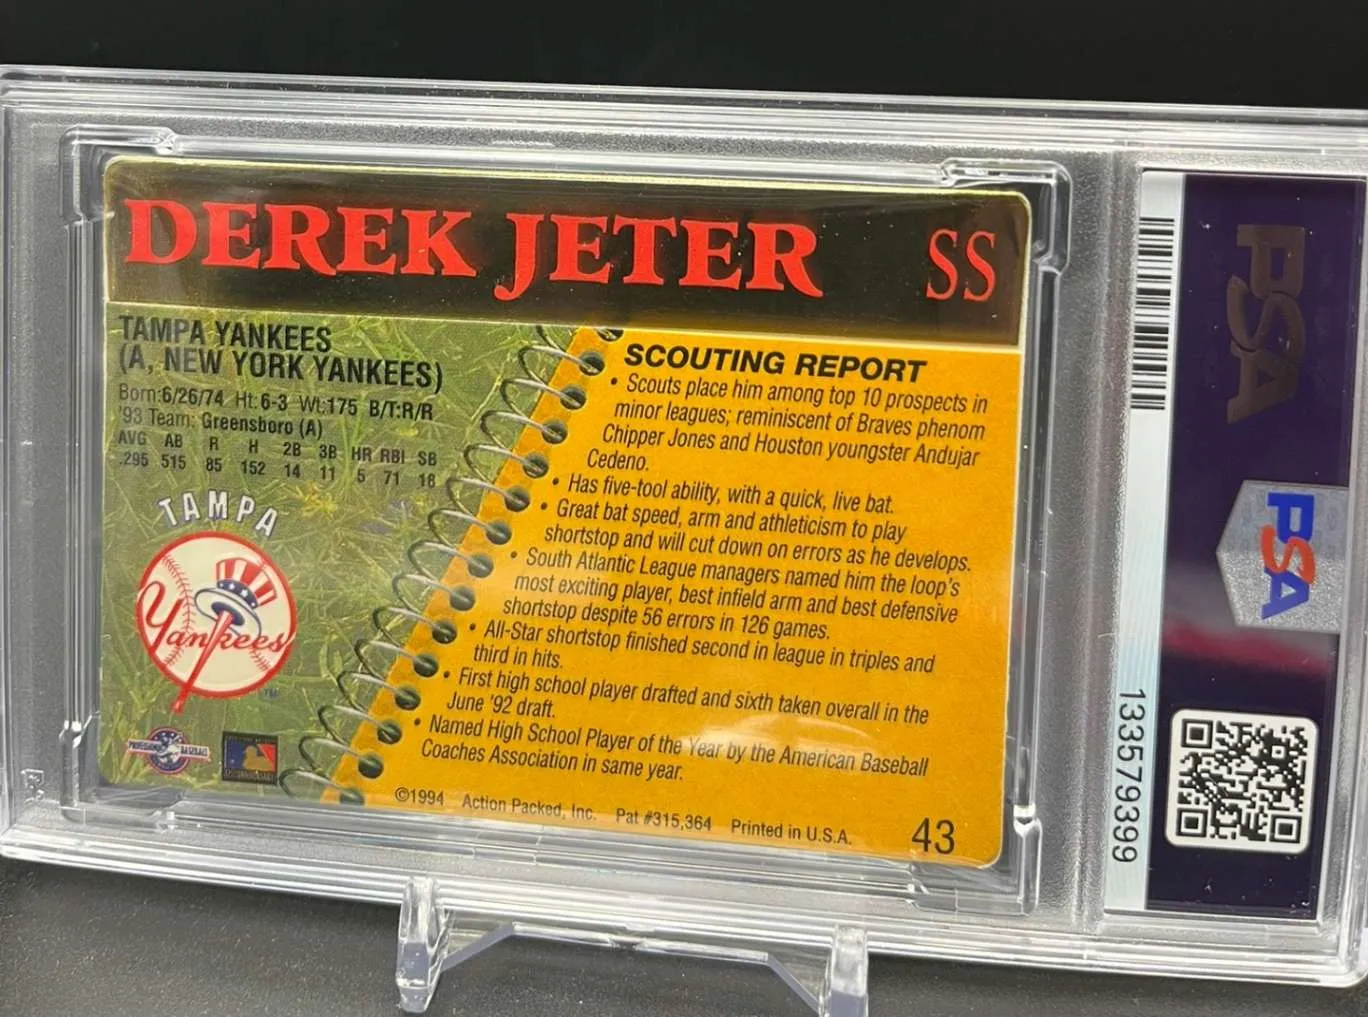 DEREK JETER SS
TAMPA YANKEES
(A, NEW YORK YANKEES)
Born:6/26/74 Ht:6-3 Wt:175 B/T:R/R
'93 Team: Greensboro (A)
AVG AB R H 2B 3B HR RBI SB
.295 515 85 152 14 11 5 71 18
TAMPA
Yankees
PROFESSIONAL BASEBALL
SCOUTING REPORT
• Scouts place him among top 10 prospects in
minor leagues; reminiscent of Braves phenom
Chipper Jones and Houston youngster Andujar
Cedeno.
• Has five-tool ability, with a quick, live bat.
• Great bat speed, arm and athleticism to play
shortstop and will cut down on errors as he develops.
• South Atlantic League managers named him the loop's
most exciting player, best infield arm and best defensive
shortstop despite 56 errors in 126 games.
• All-Star shortstop finished second in league in triples and
third in hits.
• First high school player drafted and sixth taken overall in the
June '92 draft.
• Named High School Player of the Year by the American Baseball
Coaches Association in same year.
©1994 Action Packed, Inc. Pat #315,364 Printed in U.S.A. 43
PSA
PSA
133579399